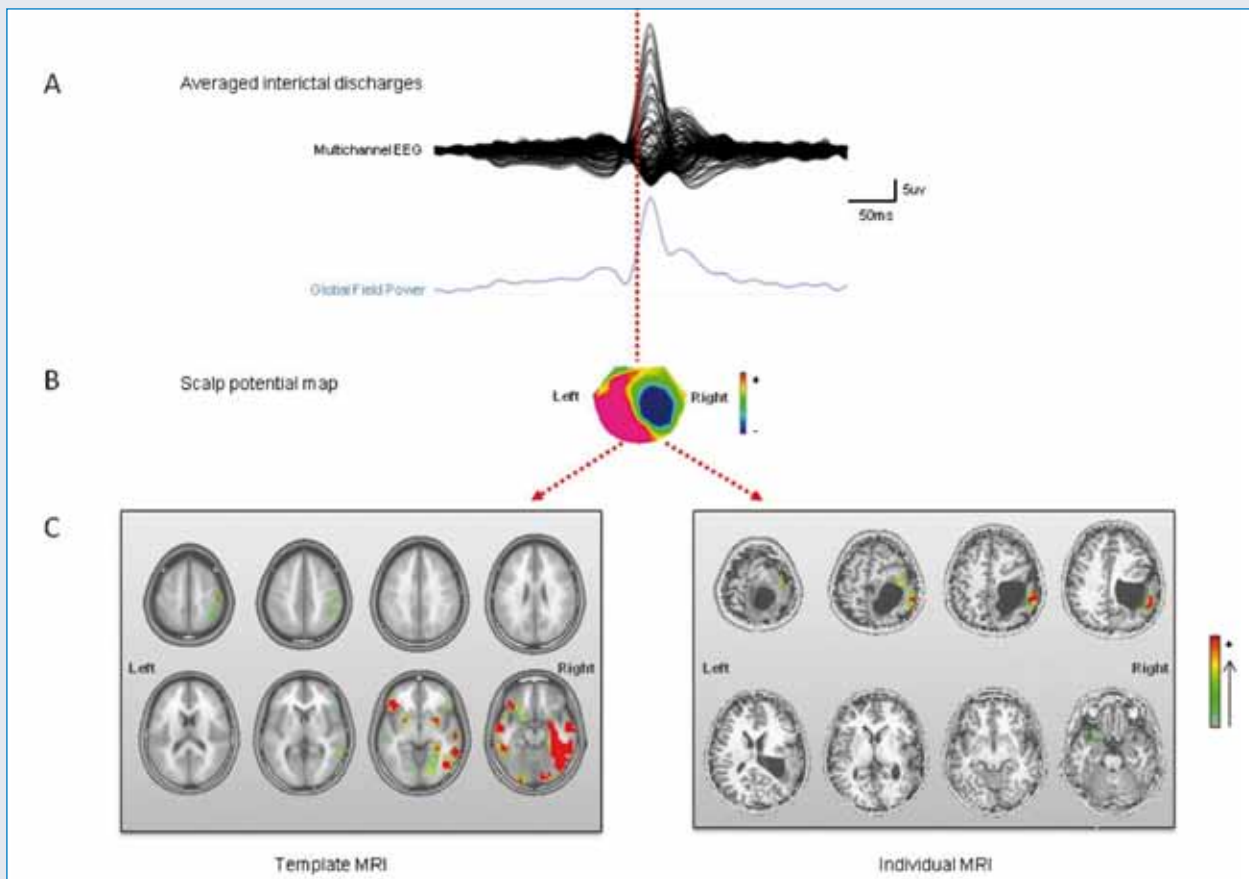 A
Averaged interictal discharges
Multichannel EEG
5uv
50ms
Global Field Power
B
Scalp potential map
Left
Right
+
-
C
Left
Right
Left
Right
+
Template MRI
Individual MRI